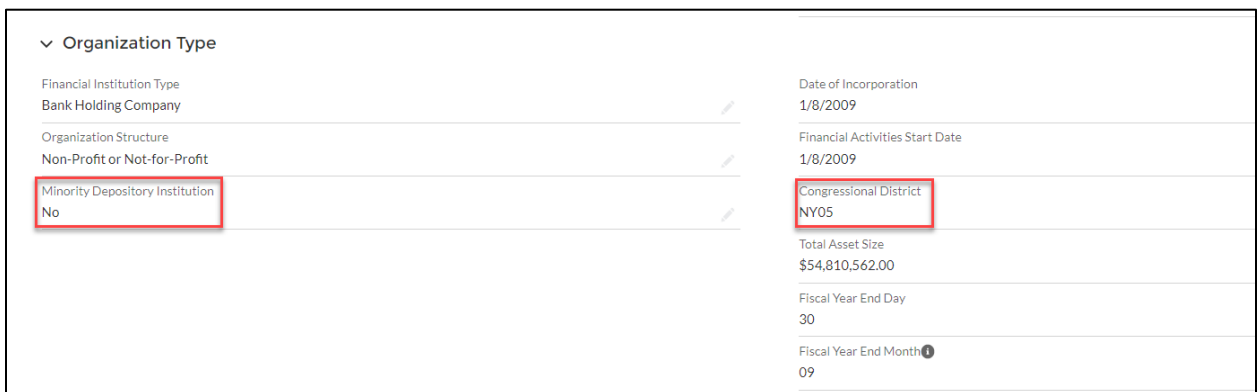 Organization Type
Financial Institution Type
Bank Holding Company
Organization Structure
Non-Profit or Not-for-Profit
Minority Depository Institution
No
Date of Incorporation
1/8/2009
Financial Activities Start Date
1/8/2009
Congressional District
NY05
Total Asset Size
$54,810,562.00
Fiscal Year End Day
30
Fiscal Year End Month
09